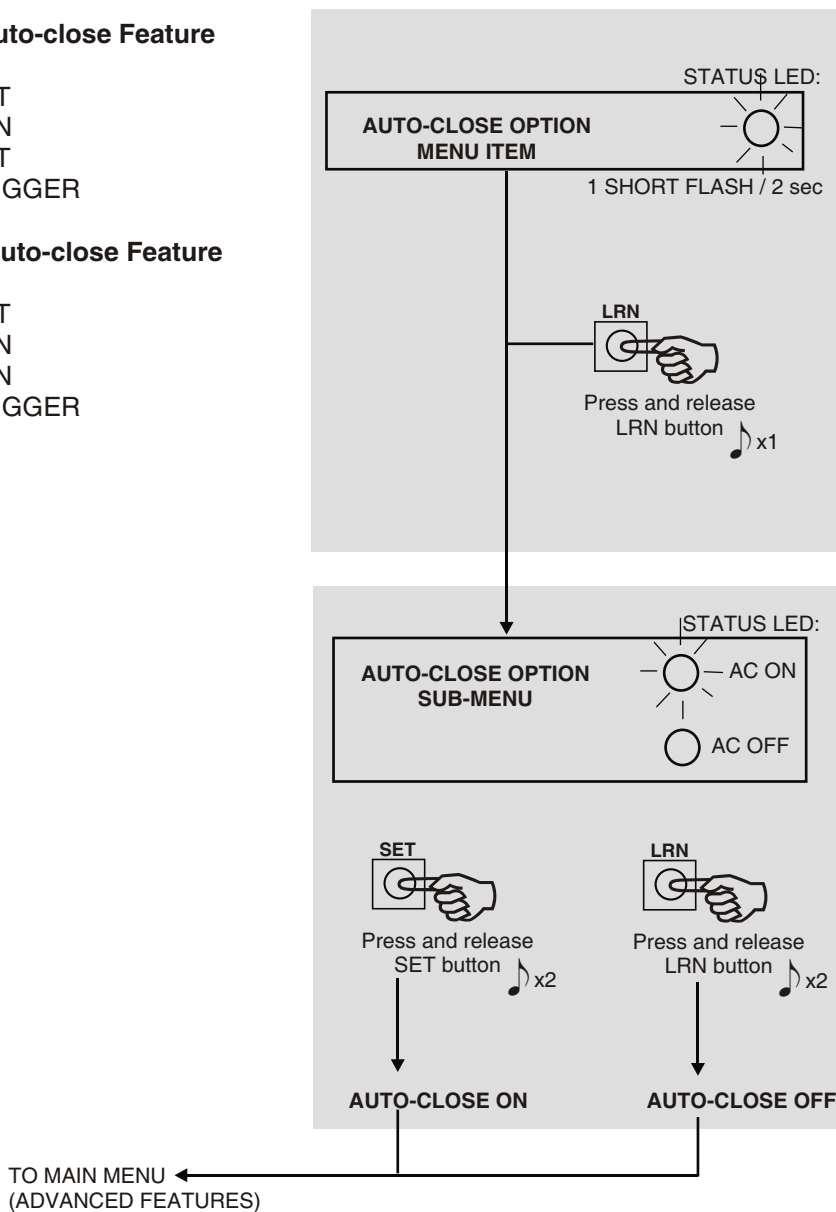 uto-close Feature
T
N
T
GGER
uto-close Feature
T
N
N
GGER
STATUS LED:
AUTO-CLOSE OPTION
MENU ITEM
1 SHORT FLASH / 2 sec
LRN
Press and release
LRN button ♪x1
STATUS LED:
AUTO-CLOSE OPTION
SUB-MENU
AC ON
AC OFF
SET
Press and release
SET button ♪x2
AUTO-CLOSE ON
LRN
Press and release
LRN button ♪x2
AUTO-CLOSE OFF
TO MAIN MENU
(ADVANCED FEATURES)